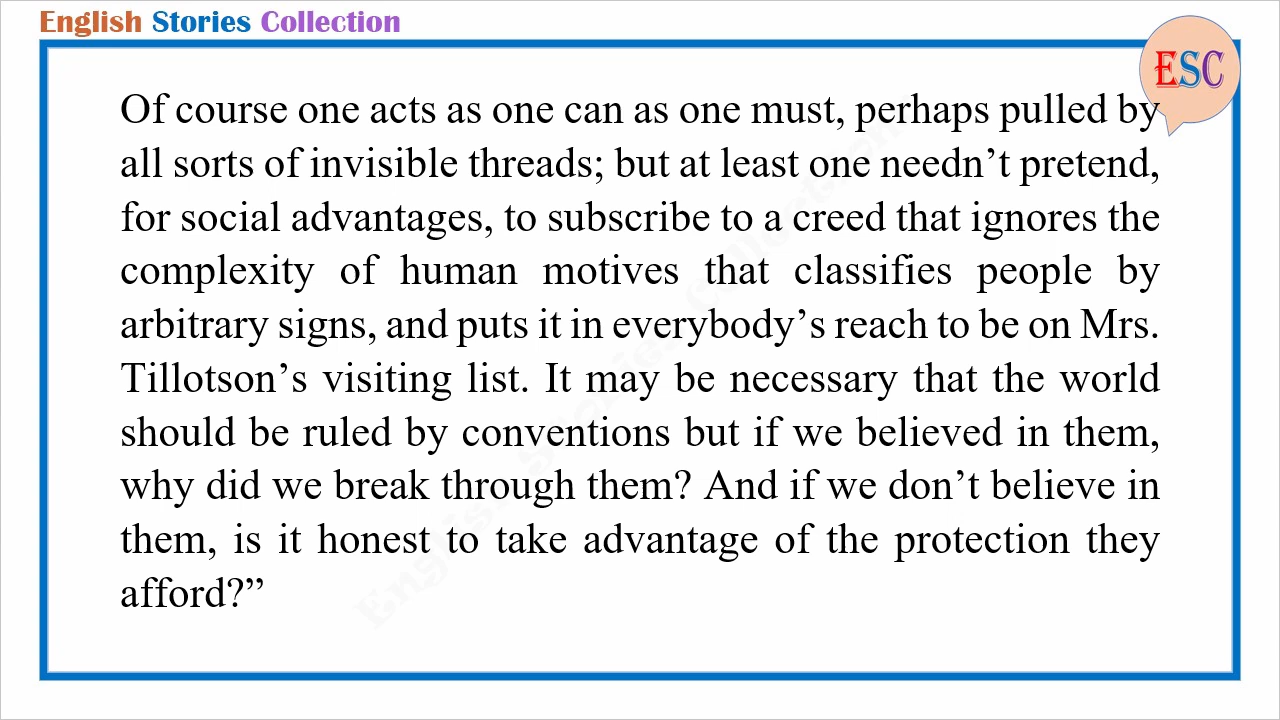 English Stories Collection
ESC
Of course one acts as one can as one must, perhaps pulled by
all sorts of invisible threads; but at least one needn’t pretend,
for social advantages, to subscribe to a creed that ignores the
complexity of human motives that classifies people by
arbitrary signs, and puts it in everybody’s reach to be on Mrs.
Tillotson’s visiting list. It may be necessary that the world
should be ruled by conventions but if we believed in them,
why did we break through them? And if we don’t believe in
them, is it honest to take advantage of the protection they
afford?”
English Stories Collection